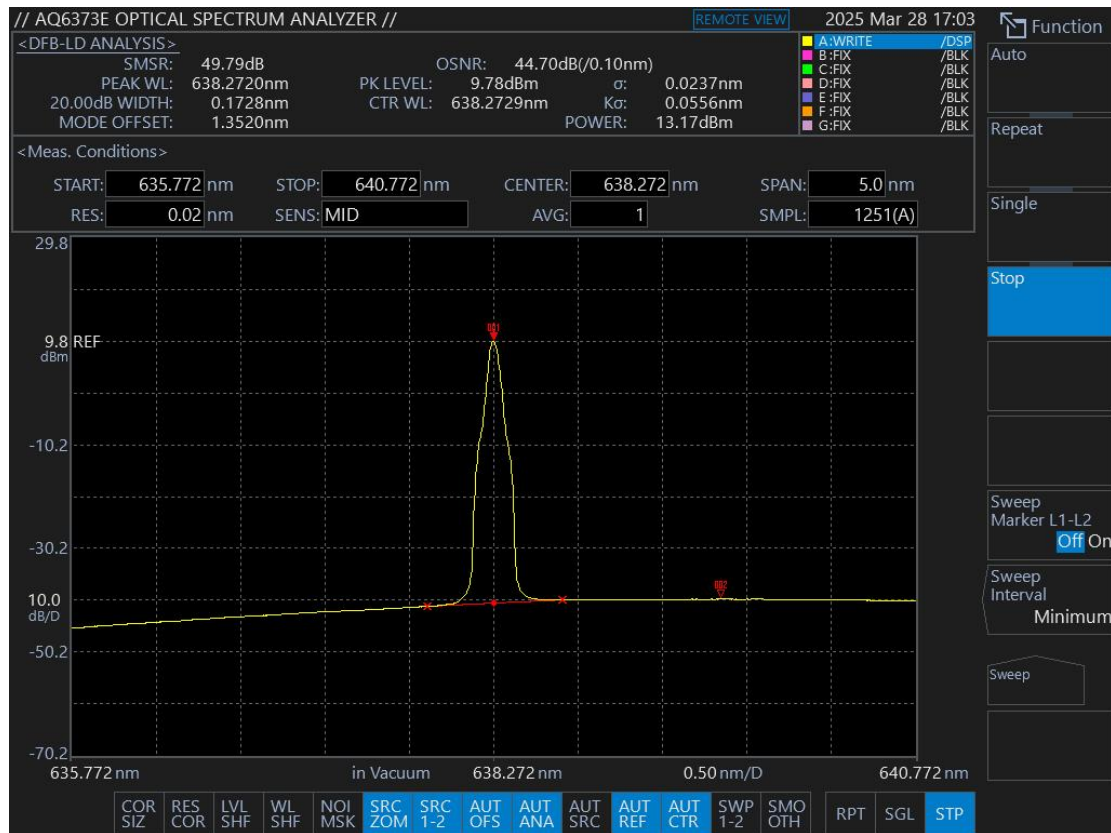 // AQ6373E OPTICAL SPECTRUM ANALYZER // REMOTE VIEW 2025 Mar 28 17:03
<DFB-LD ANALYSIS>
SMSR: 49.79dB OSNR: 44.70dB(/0.10nm)
PEAK WL: 638.2720nm PK LEVEL: 9.78dBm σ: 0.0237nm
20.00dB WIDTH: 0.1728nm CTR WL: 638.2729nm Kσ: 0.0556nm
MODE OFFSET: 1.3520nm POWER: 13.17dBm
A:WRITE /DSP
B:FIX /BLK
C:FIX /BLK
D:FIX /BLK
E:FIX /BLK
F:FIX /BLK
G:FIX /BLK
<Meas. Conditions>
START: 635.772 nm STOP: 640.772 nm CENTER: 638.272 nm SPAN: 5.0 nm
RES: 0.02 nm SENS: MID AVG: 1 SMPL: 1251(A)
29.8
001
9.8 REF
dBm
-10.2
-30.2
002
10.0
dB/D
-50.2
-70.2
635.772 nm in Vacuum 638.272 nm 0.50 nm/D 640.772 nm
COR SIZ
RES COR
LVL SHF
WL SHF
NOI MSK
SRC ZOM
SRC 1-2
AUT OFS
AUT ANA
AUT SRC
AUT REF
AUT CTR
SWP 1-2
SMO OTH
RPT
SGL
STP
Function
Auto
Repeat
Single
Stop
Sweep
Marker L1-L2
Off On
Sweep
Interval
Minimum
Sweep